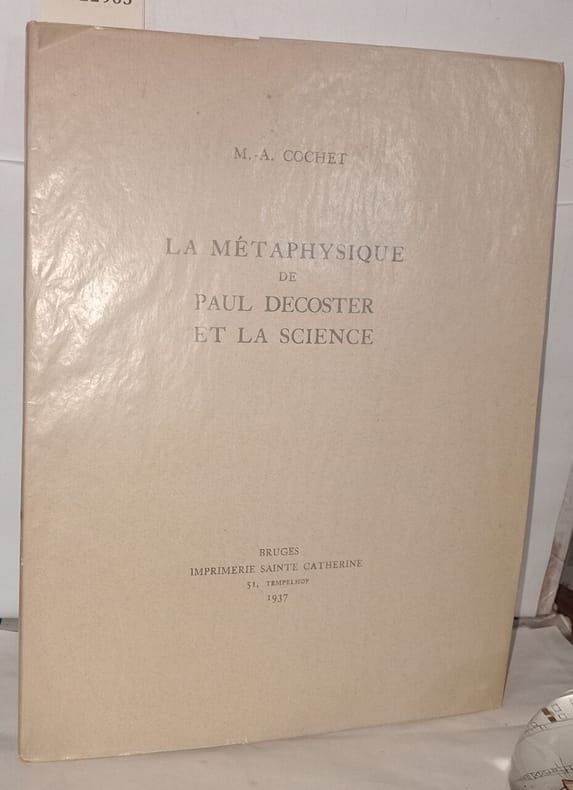 M.-A. COCHET
LA MÉTAPHYSIQUE
DE
PAUL DECOSTER
ET LA SCIENCE
BRUGES
IMPRIMERIE SAINTE CATHERINE
51, TEMPELHOF
1937